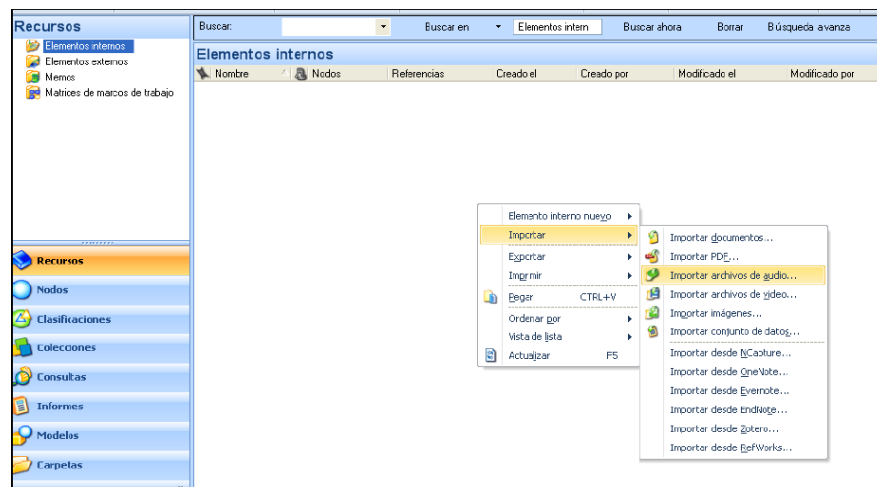 Recursos
Elementos internos
Elementos externos
Memos
Matrices de marcos de trabajo
Recursos
Nodos
Clasificaciones
Colecciones
Consultas
Informes
Modelos
Carpetas
Buscar: Buscar en Elementos intern Buscar ahora Borrar Búsqueda avanza
Elementos internos
Nombre Nodos Referencias Creado el Creado por Modificado el Modificado por
Elemento interno nuevo
Importar
Exportar
Imprimir
Pegar CTRL+V
Ordenar por
Vista de lista
Actualizar F5
Importar documentos...
Importar PDF...
Importar archivos de audio...
Importar archivos de video...
Importar imágenes...
Importar conjunto de datos...
Importar desde NCapture...
Importar desde OneNote...
Importar desde Evernote...
Importar desde EndNote...
Importar desde Zotero...
Importar desde RefWorks...